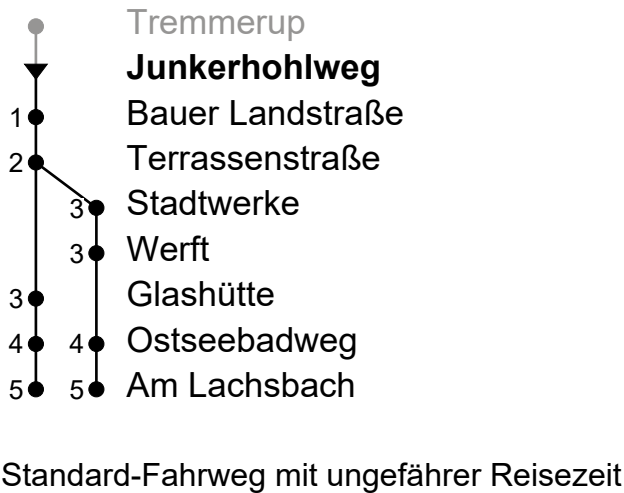 Tremmerup
Junkerhohlweg
1 Bauer Landstraße
2 Terrassenstraße
3 Stadtwerke
3 Werft
3 Glashütte
4 4 Ostseebadweg
5 5 Am Lachsbach
Standard-Fahrweg mit ungefährer Reisezeit